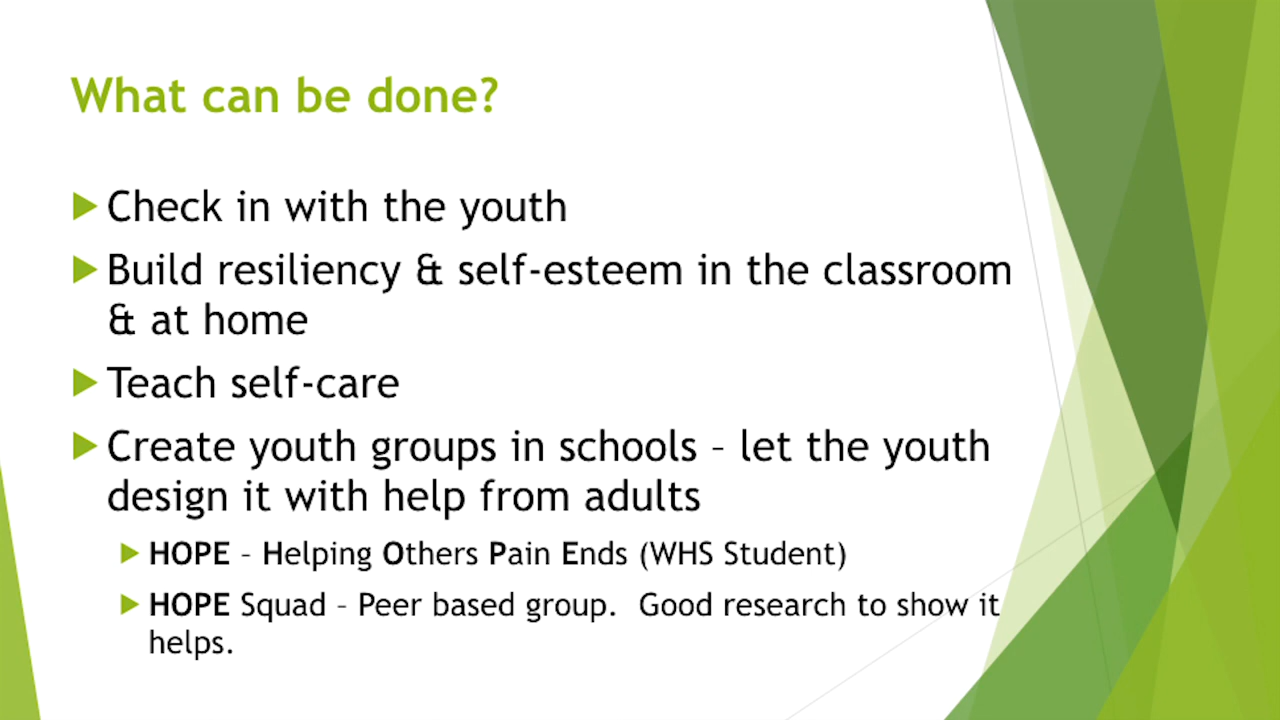 What can be done?
Check in with the youth
Build resiliency & self-esteem in the classroom
& at home
Teach self-care
Create youth groups in schools – let the youth
design it with help from adults
HOPE – Helping Others Pain Ends (WHS Student)
HOPE Squad – Peer based group.  Good research to show it
helps.